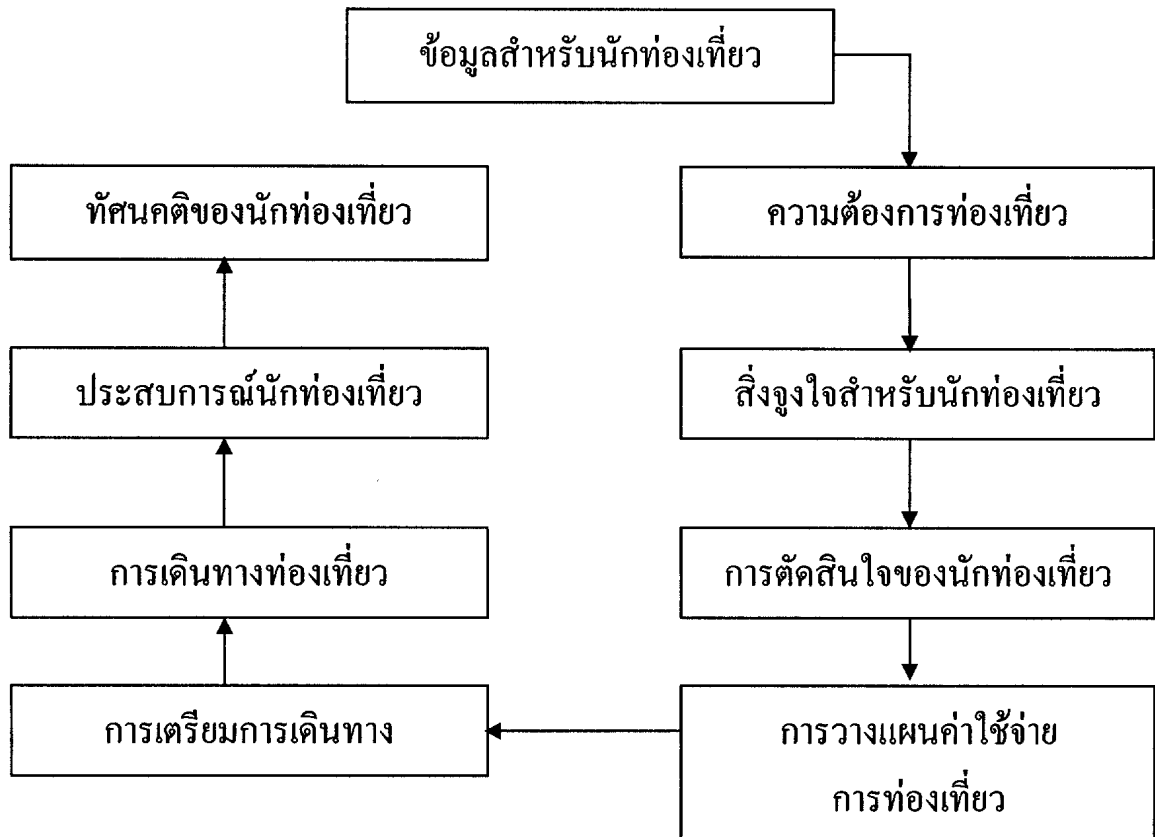 ข้อมูลสำหรับนักท่องเที่ยว
ทัศนคติของนักท่องเที่ยว
ความต้องการท่องเที่ยว
ประสบการณ์นักท่องเที่ยว
สิ่งจูงใจสำหรับนักท่องเที่ยว
การเดินทางท่องเที่ยว
การตัดสินใจของนักท่องเที่ยว
การเตรียมการเดินทาง
การวางแผนค่าใช้จ่าย
การท่องเที่ยว